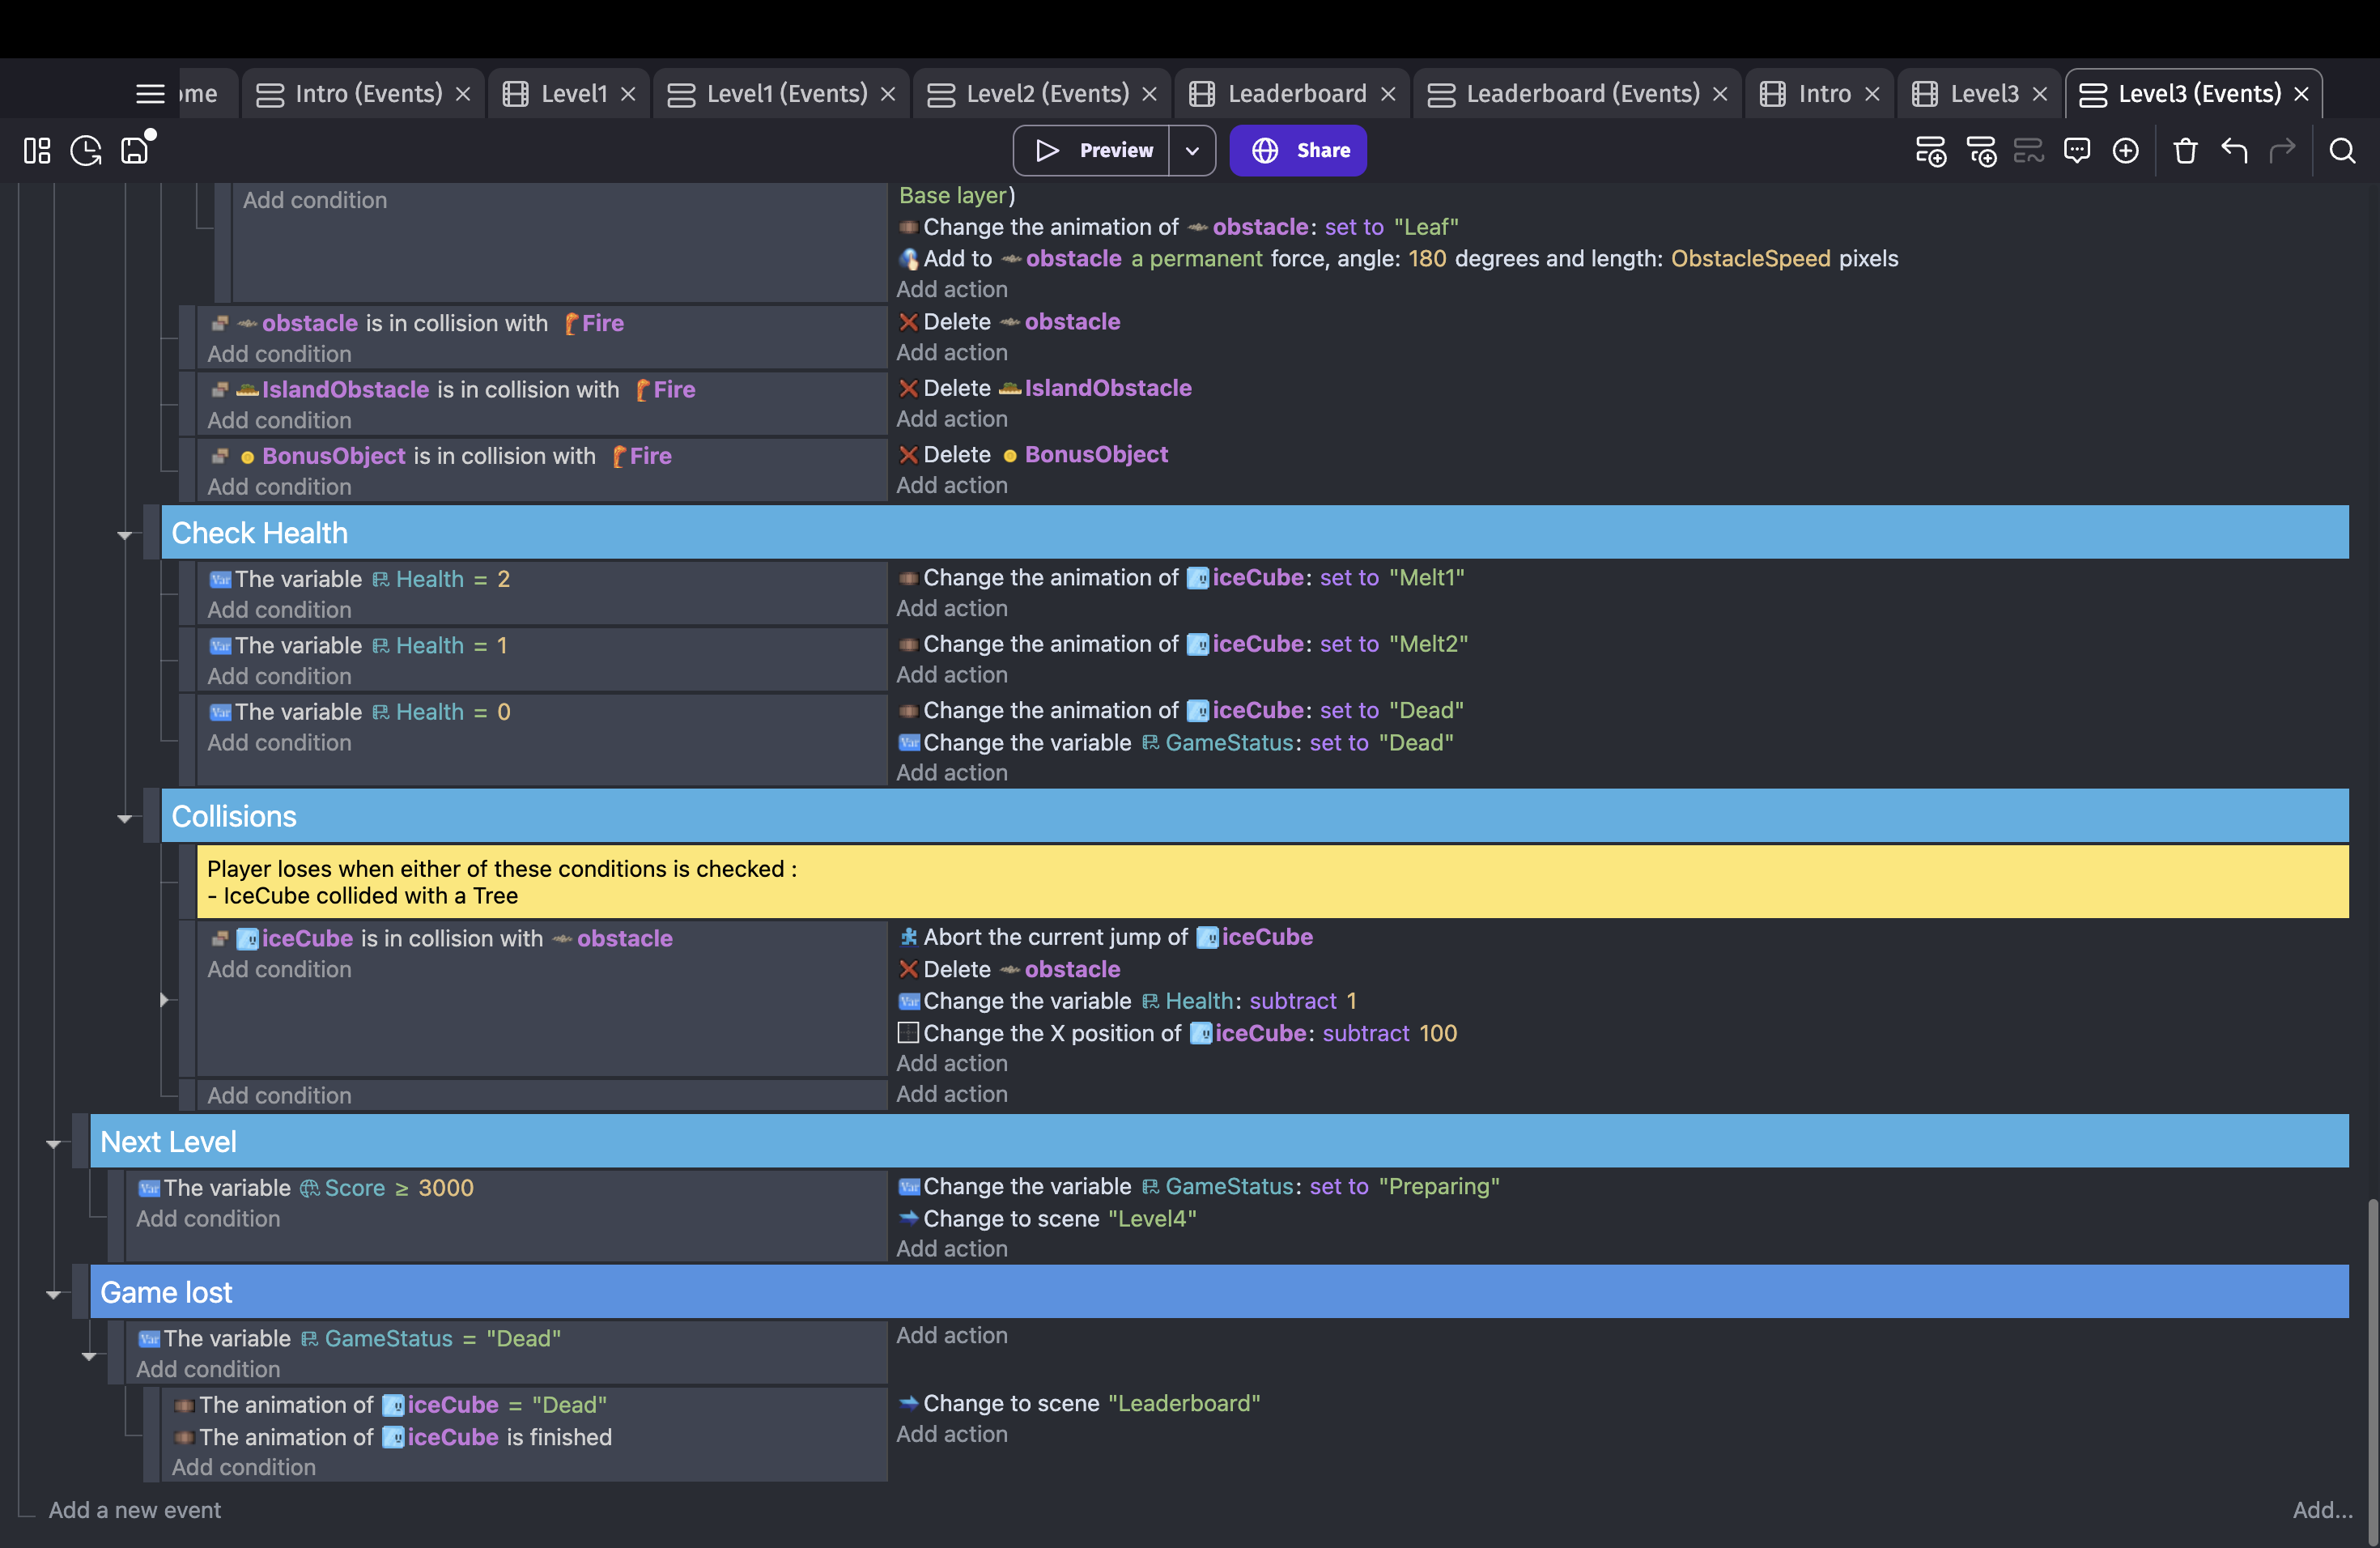 ome
Intro (Events)
Level1
Level1 (Events)
Level2 (Events)
Leaderboard
Leaderboard (Events)
Intro
Level3
Level3 (Events)
Preview
Share
Add condition
Base layer)
Change the animation of obstacle: set to "Leaf"
Add to obstacle a permanent force, angle: 180 degrees and length: ObstacleSpeed pixels
Add action
obstacle is in collision with Fire
Add condition
Delete obstacle
Add action
IslandObstacle is in collision with Fire
Add condition
Delete IslandObstacle
Add action
BonusObject is in collision with Fire
Add condition
Delete BonusObject
Add action
Check Health
Var The variable Health = 2
Add condition
Change the animation of iceCube: set to "Melt1"
Add action
Var The variable Health = 1
Add condition
Change the animation of iceCube: set to "Melt2"
Add action
Var The variable Health = 0
Add condition
Change the animation of iceCube: set to "Dead"
Var Change the variable GameStatus: set to "Dead"
Add action
Collisions
Player loses when either of these conditions is checked :
- IceCube collided with a Tree
iceCube is in collision with obstacle
Add condition
Abort the current jump of iceCube
Delete obstacle
Var Change the variable Health: subtract 1
Change the X position of iceCube: subtract 100
Add action
Add condition
Add action
Next Level
Var The variable Score ≥ 3000
Add condition
Var Change the variable GameStatus: set to "Preparing"
Change to scene "Level4"
Add action
Game lost
Var The variable GameStatus = "Dead"
Add condition
Add action
The animation of iceCube = "Dead"
The animation of iceCube is finished
Add condition
Change to scene "Leaderboard"
Add action
Add a new event
Add...